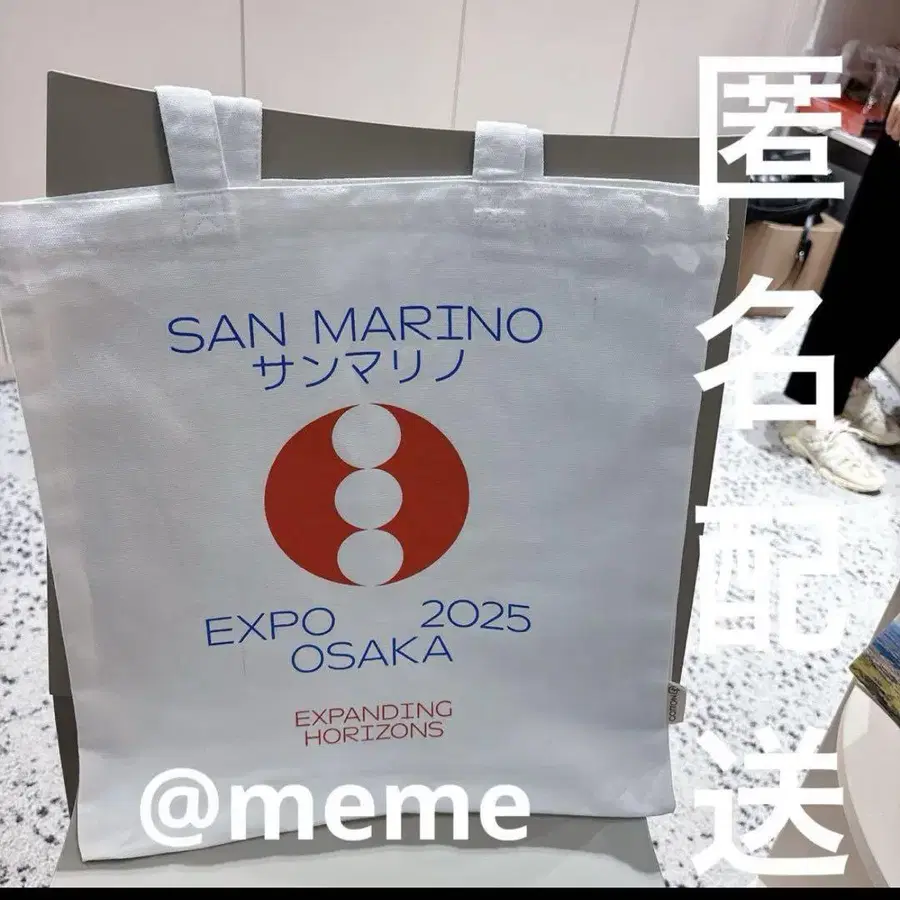 SAN MARINO
サンマリノ
EXPO 2025
OSAKA
EXPANDING
HORIZONS
@meme
匿名配送